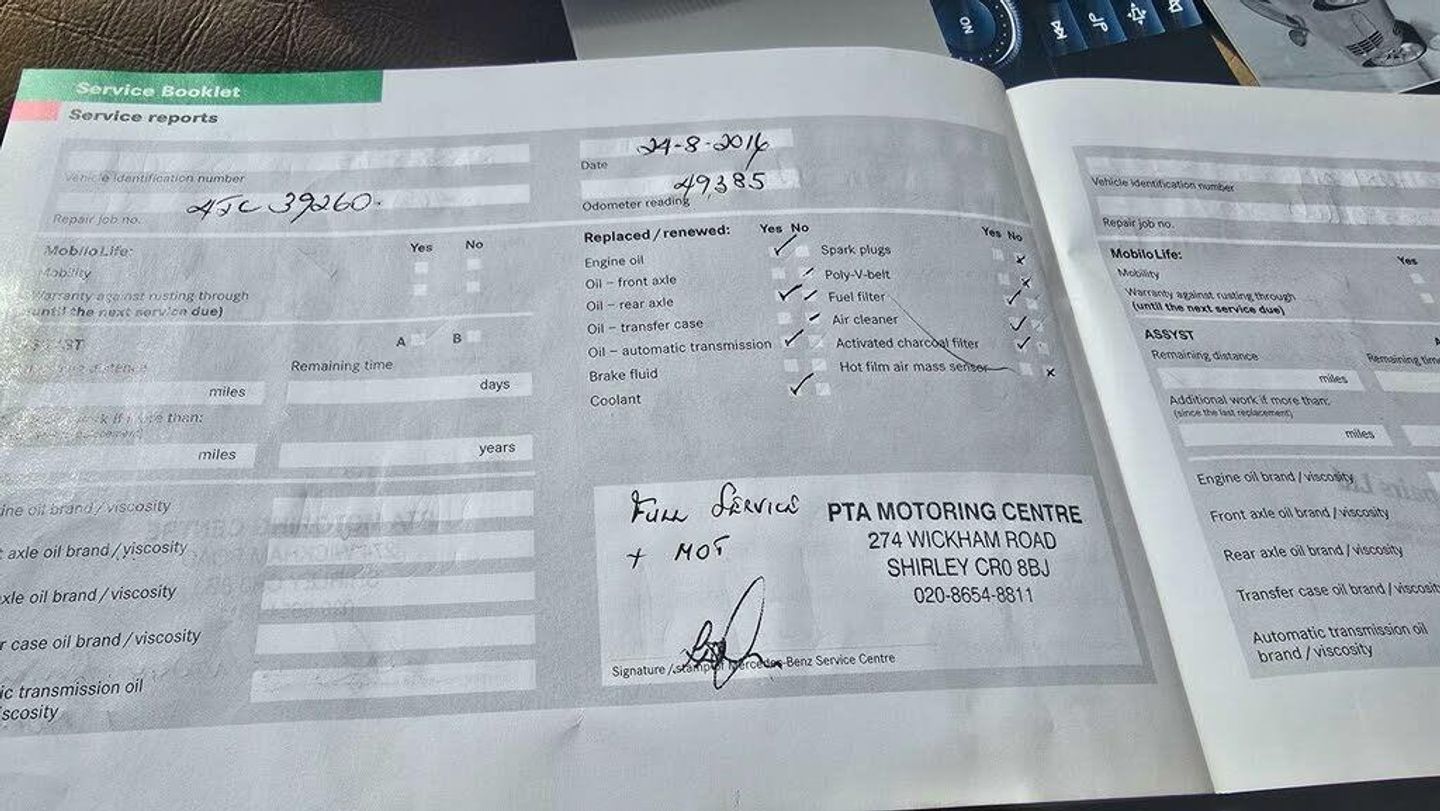 Service Booklet
Service reports
Vehicle identification number
Repair job no.
MobiloLife:
Yes No
Mobility
Warranty against rusting through
(until the next service due)
A B
Remaining time
miles
days
than:
miles
years
oil brand / viscosity
axle oil brand / viscosity
oil brand / viscosity
case oil brand / viscosity
transmission oil
24-8-2016
Date
49385
Odometer reading
Replaced / renewed: Yes No
Engine oil
Oil – front axle
Oil – rear axle
Oil – transfer case
Oil – automatic transmission
Brake fluid
Coolant
Yes No
Spark plugs
Poly-V-belt
Fuel filter
Air cleaner
Activated charcoal filter
Hot film air mass sensor
FULL SERVICE
+ MOT
PTA MOTORING CENTRE
274 WICKHAM ROAD
SHIRLEY CR0 8BJ
020-8654-8811
Signature / stamp of Mercedes-Benz Service Centre
Vehicle identification number
Repair job no.
MobiloLife:
Yes
Mobility
Warranty against rusting through
(until the next service due)
ASSYST
Remaining distance
Remaining
miles
Additional work if more than:
(since the last replacement)
miles
Engine oil brand / viscosity
Front axle oil brand / viscosity
Rear axle oil brand / viscosity
Transfer case oil brand /
Automatic transmission oil
brand / viscosity
NO